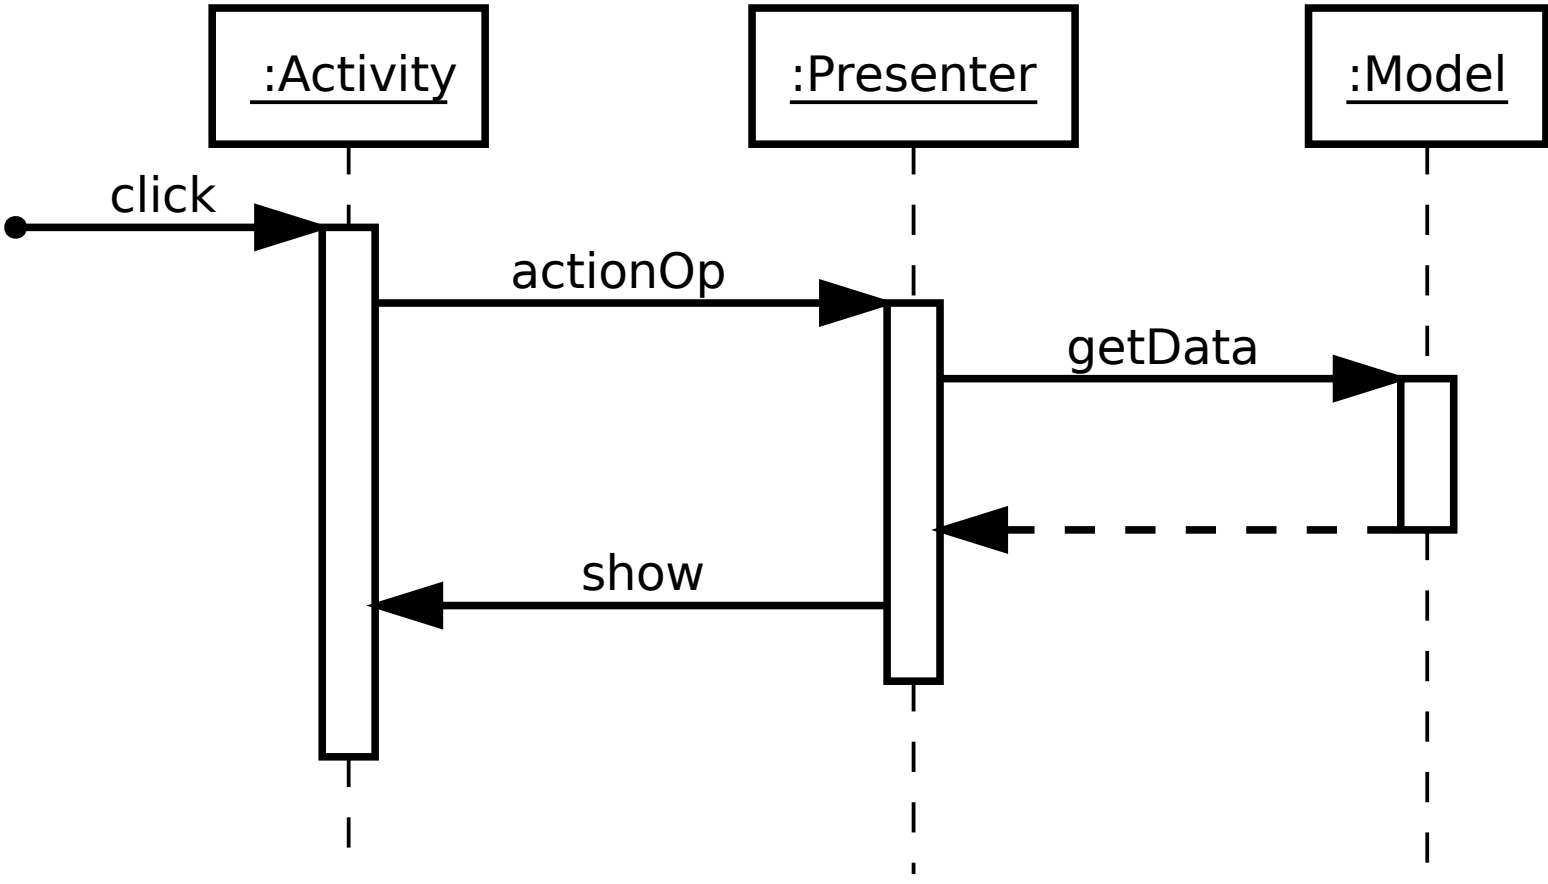 :Activity
:Presenter
:Model
click
actionOp
getData
show